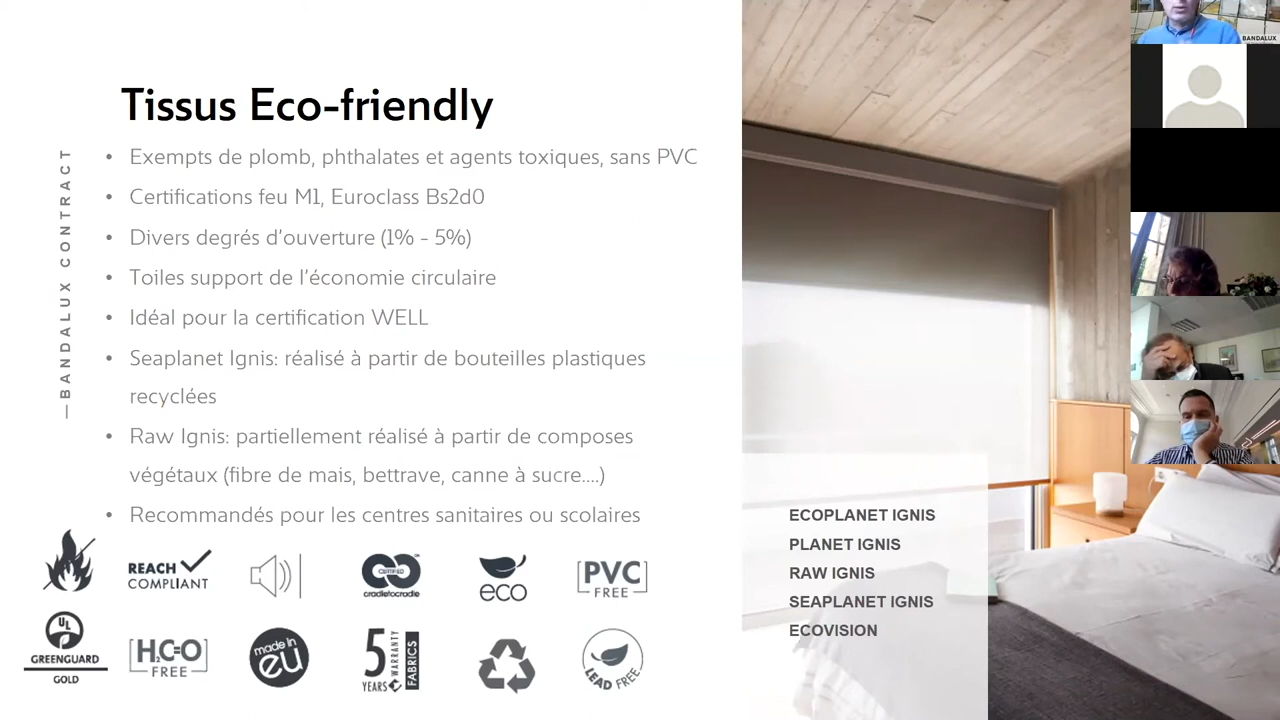 Tissus Eco-friendly
— BANDALUX CONTRACT
• Exempts de plomb, phthalates et agents toxiques, sans PVC
• Certifications feu M1, Euroclass Bs2d0
• Divers degrés d'ouverture (1% - 5%)
• Toiles support de l'économie circulaire
• Idéal pour la certification WELL
• Seaplanet Ignis: réalisé à partir de bouteilles plastiques
recyclées
• Raw Ignis: partiellement réalisé à partir de composes
végétaux (fibre de mais, bettrave, canne à sucre....)
• Recommandés pour les centres sanitaires ou scolaires
REACH
COMPLIANT
CERTIFIED
cradletocradle
eco
PVC
FREE
UL
GREENGUARD
GOLD
H2C=O
FREE
made in
eu
5
YEARS
WARRANTY
FABRICS
LEAD FREE
ECOPLANET IGNIS
PLANET IGNIS
RAW IGNIS
SEAPLANET IGNIS
ECOVISION
BANDALUX